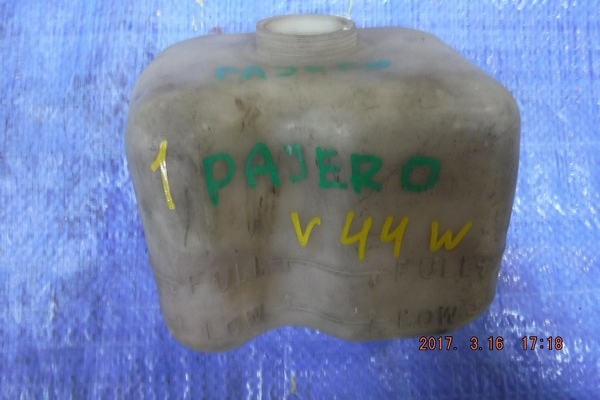 PAJERO
1 PAJERO
V44W
FULL FULL
LOW LOW
2017. 3.16 17:18